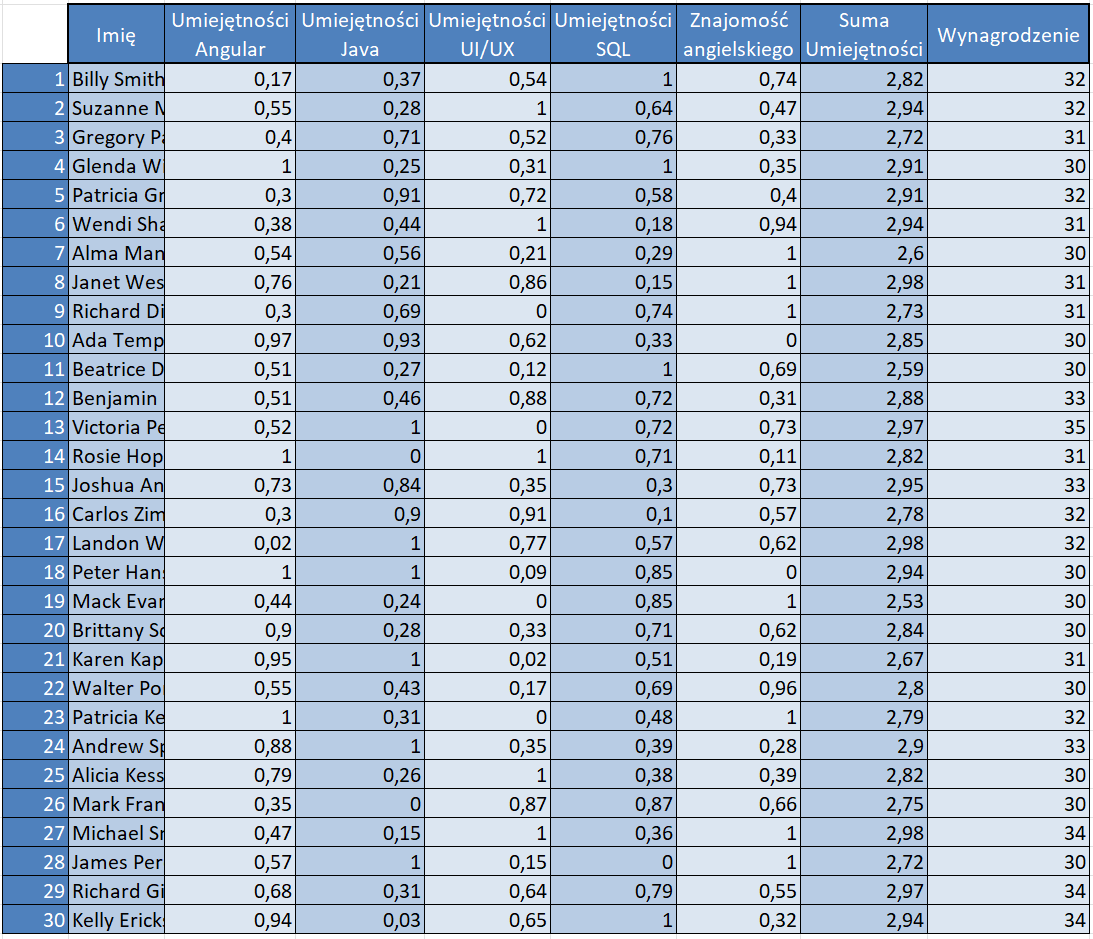 Imię Umiejętności Angular Umiejętności Java Umiejętności UI/UX Umiejętności SQL Znajomość angielskiego Suma Umiejętności Wynagrodzenie
1 Billy Smith 0,17 0,37 0,54 1 0,74 2,82 32
2 Suzanne M 0,55 0,28 1 0,64 0,47 2,94 32
3 Gregory Pa 0,4 0,71 0,52 0,76 0,33 2,72 31
4 Glenda Wi 1 0,25 0,31 1 0,35 2,91 30
5 Patricia Gr 0,3 0,91 0,72 0,58 0,4 2,91 32
6 Wendi Sha 0,38 0,44 1 0,18 0,94 2,94 31
7 Alma Man 0,54 0,56 0,21 0,29 1 2,6 30
8 Janet Wes 0,76 0,21 0,86 0,15 1 2,98 31
9 Richard Di 0,3 0,69 0 0,74 1 2,73 31
10 Ada Temp 0,97 0,93 0,62 0,33 0 2,85 30
11 Beatrice D 0,51 0,27 0,12 1 0,69 2,59 30
12 Benjamin 0,51 0,46 0,88 0,72 0,31 2,88 33
13 Victoria Pe 0,52 1 0 0,72 0,73 2,97 35
14 Rosie Hop 1 0 1 0,71 0,11 2,82 31
15 Joshua An 0,73 0,84 0,35 0,3 0,73 2,95 33
16 Carlos Zim 0,3 0,9 0,91 0,1 0,57 2,78 32
17 Landon W 0,02 1 0,77 0,57 0,62 2,98 32
18 Peter Hans 1 1 0,09 0,85 0 2,94 30
19 Mack Evan 0,44 0,24 0 0,85 1 2,53 30
20 Brittany Sc 0,9 0,28 0,33 0,71 0,62 2,84 30
21 Karen Kap 0,95 1 0,02 0,51 0,19 2,67 31
22 Walter Po 0,55 0,43 0,17 0,69 0,96 2,8 30
23 Patricia Ke 1 0,31 0 0,48 1 2,79 32
24 Andrew Sp 0,88 1 0,35 0,39 0,28 2,9 33
25 Alicia Kess 0,79 0,26 1 0,38 0,39 2,82 30
26 Mark Fran 0,35 0 0,87 0,87 0,66 2,75 30
27 Michael Sn 0,47 0,15 1 0,36 1 2,98 34
28 James Per 0,57 1 0,15 0 1 2,72 30
29 Richard Gi 0,68 0,31 0,64 0,79 0,55 2,97 34
30 Kelly Ericks 0,94 0,03 0,65 1 0,32 2,94 34